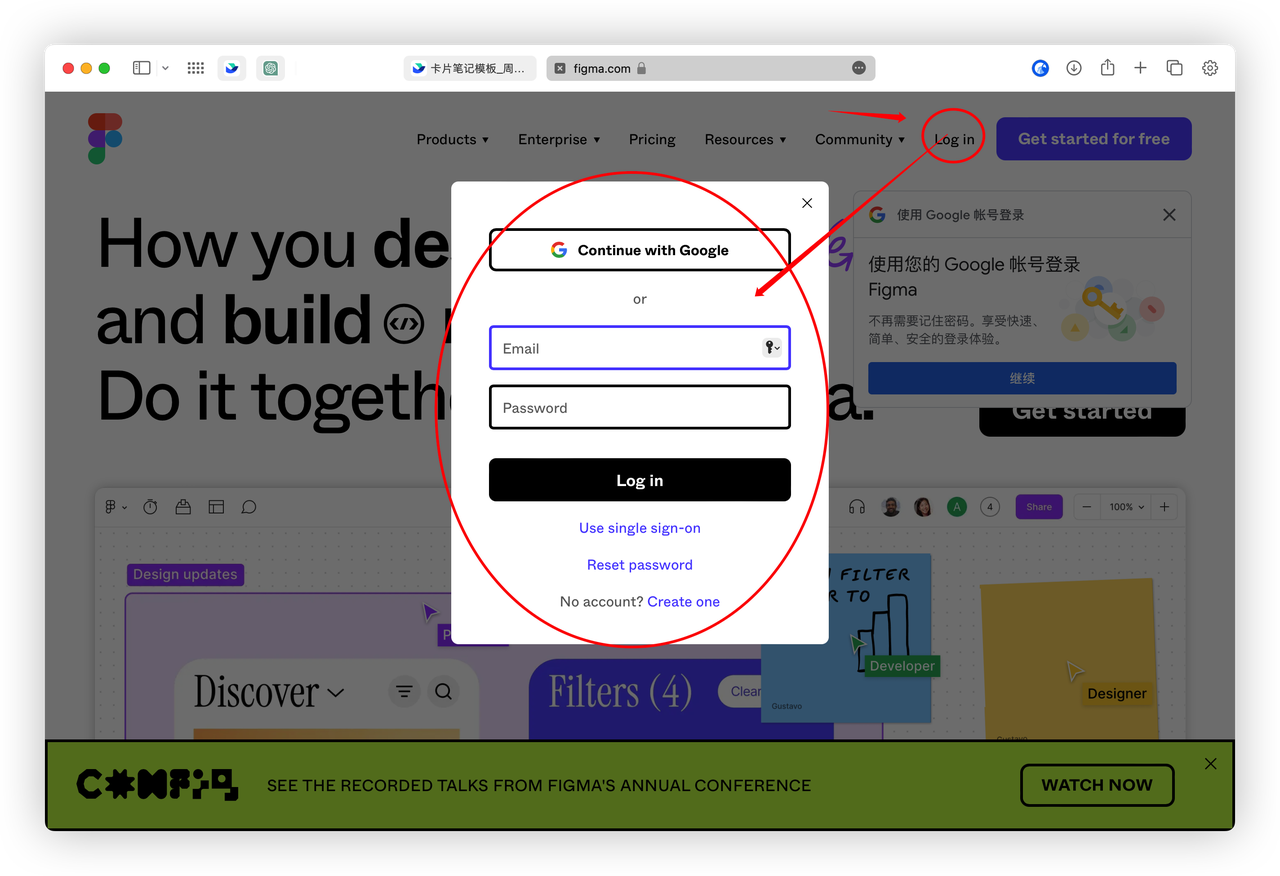 卡片笔记模板_周...
figma.com
Products
Enterprise
Pricing
Resources
Community
Log in
Get started for free
How you des
and build
Do it togethe
a.
Get started
使用 Google 帐号登录
使用您的 Google 帐号登录
Figma
不再需要记住密码。享受快速、
简单、安全的登录体验。
继续
Continue with Google
or
Email
Password
Log in
Use single sign-on
Reset password
No account? Create one
A
4
Share
100%
Design updates
P
Discover
Filters (4)
Clear
FILTER
TO
Gustavo
Developer
Designer
Gustavo
CONFIG
SEE THE RECORDED TALKS FROM FIGMA'S ANNUAL CONFERENCE
WATCH NOW